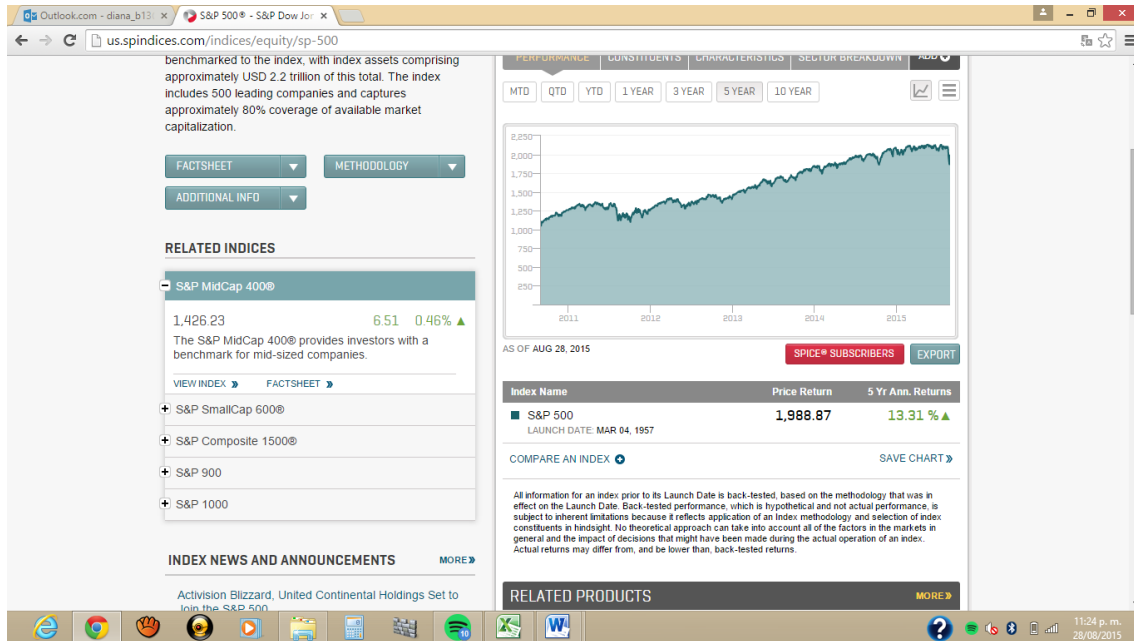 Outlook.com - diana_b13
S&P 500® - S&P Dow Jor
us.spindices.com/indices/equity/sp-500
benchmarked to the index, with index assets comprising
approximately USD 2.2 trillion of this total. The index
includes 500 leading companies and captures
approximately 80% coverage of available market
capitalization.
FACTSHEET
METHODOLOGY
ADDITIONAL INFO
RELATED INDICES
S&P MidCap 400®
1,426.23 6.51 0.46% ▲
The S&P MidCap 400® provides investors with a
benchmark for mid-sized companies.
VIEW INDEX » FACTSHEET »
S&P SmallCap 600®
S&P Composite 1500®
S&P 900
S&P 1000
INDEX NEWS AND ANNOUNCEMENTS MORE »
Activision Blizzard, United Continental Holdings Set to
Join the S&P 500
PERFORMANCE CONSTITUENTS CHARACTERISTICS SECTOR BREAKDOWN ADD
MTD QTD YTD 1 YEAR 3 YEAR 5 YEAR 10 YEAR
2,250
2,000
1,750
1,500
1,250
1,000
750
500
250
2011 2012 2013 2014 2015
AS OF AUG 28, 2015
SPICE® SUBSCRIBERS EXPORT
Index Name Price Return 5 Yr Ann. Returns
S&P 500 1,988.87 13.31 % ▲
LAUNCH DATE: MAR 04, 1957
COMPARE AN INDEX SAVE CHART »
All information for an index prior to its Launch Date is back-tested, based on the methodology that was in
effect on the Launch Date. Back-tested performance, which is hypothetical and not actual performance, is
subject to inherent limitations because it reflects application of an Index methodology and selection of index
constituents in hindsight. No theoretical approach can take into account all of the factors in the markets in
general and the impact of decisions that might have been made during the actual operation of an index.
Actual returns may differ from, and be lower than, back-tested returns.
RELATED PRODUCTS MORE »
10
11:24 p. m.
28/08/2015